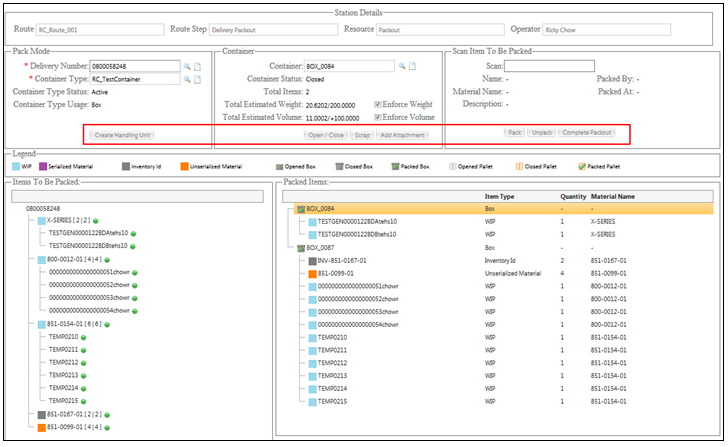 Station Details
Route RC_Route_001 Route Step Delivery Packout Resource Packout Operator Ricky Chow
Pack Mode
* Delivery Number: 0800058248
* Container Type: RC_TestContainer
Container Type Status: Active
Container Type Usage: Box
Create Handling Unit
Container
Container: BOX_0084
Container Status: Closed
Total Items: 2
Total Estimated Weight: 20.6202/200.0000 Enforce Weight
Total Estimated Volume: 11.0002/+100.0000 Enforce Volume
Open / Close Scrap Add Attachment
Scan Item To Be Packed
Scan:
Name: - Packed By: -
Material Name: - Packed At: -
Description: -
Pack Unpack Complete Packout
Legend
WIP Serialized Material Inventory Id Unserialized Material Opened Box Closed Box Packed Box Opened Pallet Closed Pallet Packed Pallet
Items To Be Packed:
0800058248
X-SERIES [ 2 | 2 ]
TESTGEN00001228DAtehs10
TESTGEN00001228DBtehs10
800-0012-01 [ 4 | 4 ]
00000000000000000051chowr
00000000000000000052chowr
00000000000000000053chowr
00000000000000000054chowr
851-0154-01 [ 6 | 6 ]
TEMP0210
TEMP0211
TEMP0212
TEMP0213
TEMP0214
TEMP0215
851-0167-01 [ 2 | 2 ]
851-0099-01 [ 4 | 4 ]
Packed Items:
Item Type Quantity Material Name
BOX_0084 Box - -
TESTGEN00001228DAtehs10 WIP 1 X-SERIES
TESTGEN00001228DBtehs10 WIP 1 X-SERIES
BOX_0087 Box - -
INV-851-0167-01 Inventory Id 2 851-0167-01
851-0099-01 Unserialized Material 4 851-0099-01
00000000000000000051chowr WIP 1 800-0012-01
00000000000000000052chowr WIP 1 800-0012-01
00000000000000000053chowr WIP 1 800-0012-01
00000000000000000054chowr WIP 1 800-0012-01
TEMP0210 WIP 1 851-0154-01
TEMP0211 WIP 1 851-0154-01
TEMP0212 WIP 1 851-0154-01
TEMP0213 WIP 1 851-0154-01
TEMP0214 WIP 1 851-0154-01
TEMP0215 WIP 1 851-0154-01